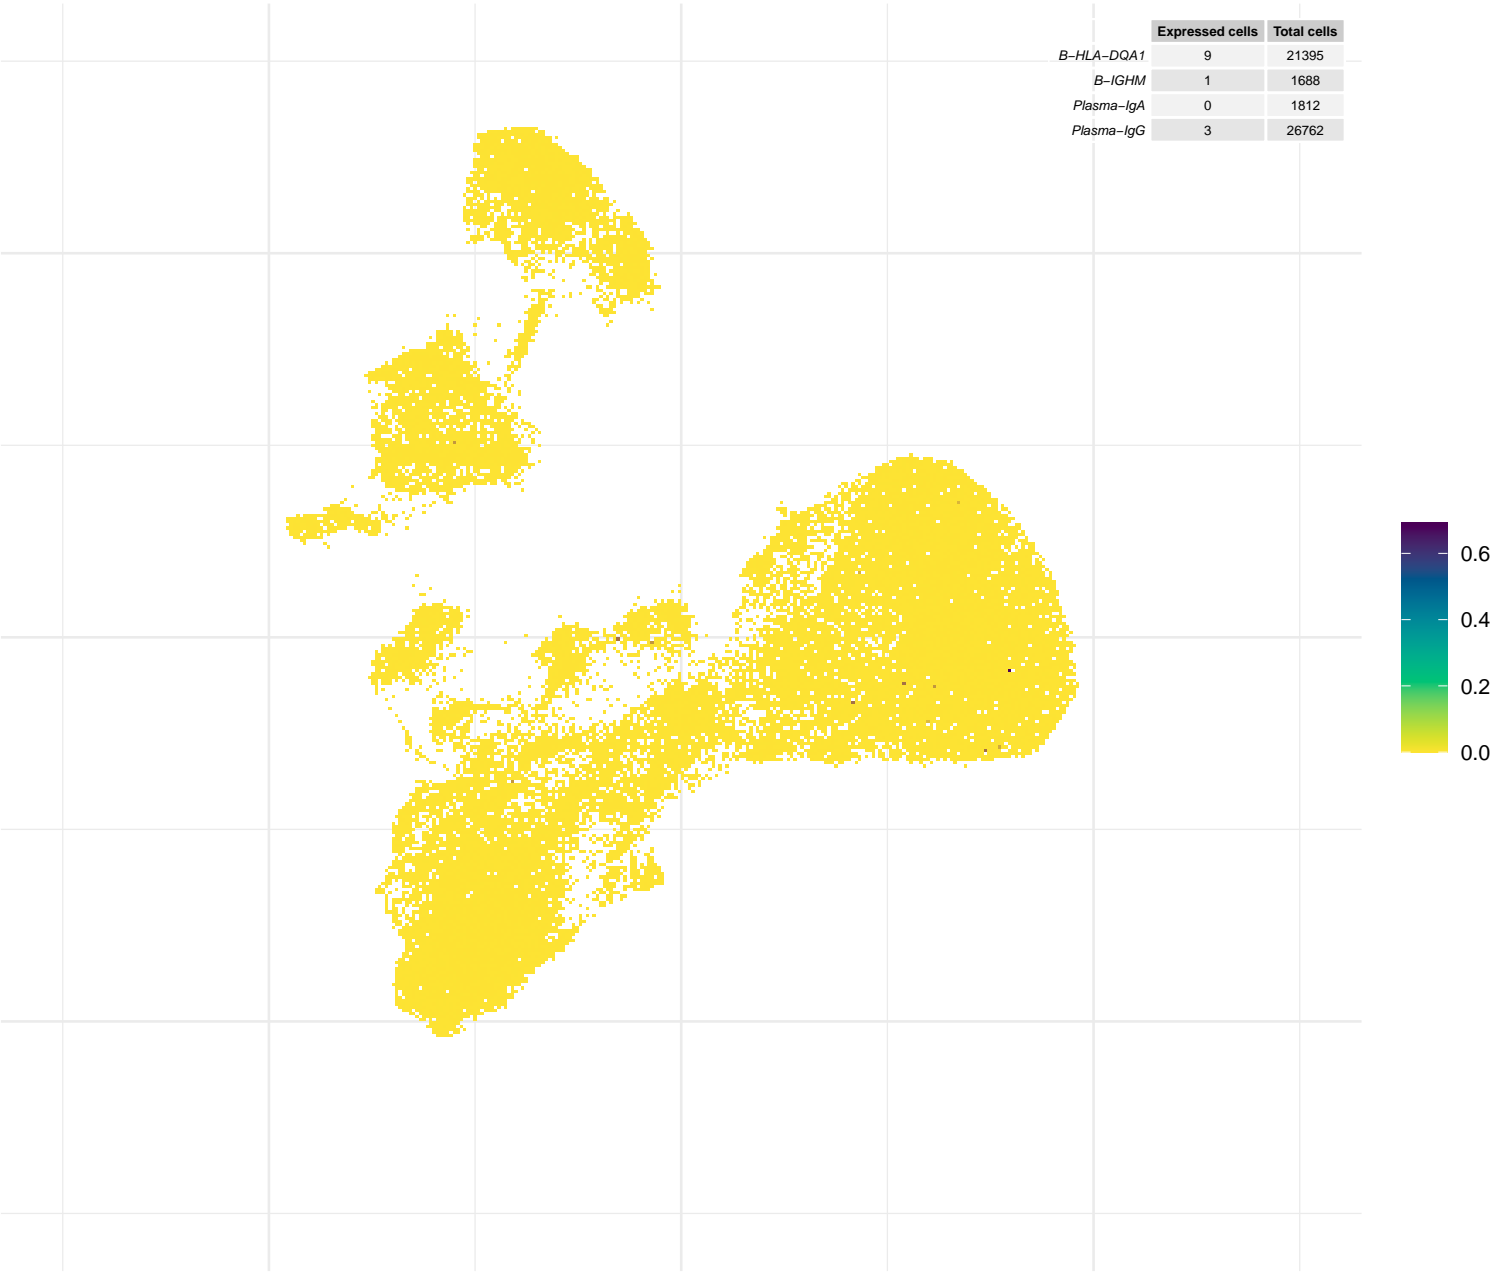 Expressed cells Total cells
B−HLA−DQA1 9 21395
B−IGHM 1 1688
Plasma−IgA 0 1812
Plasma−IgG 3 26762
0.6
0.4
0.2
0.0